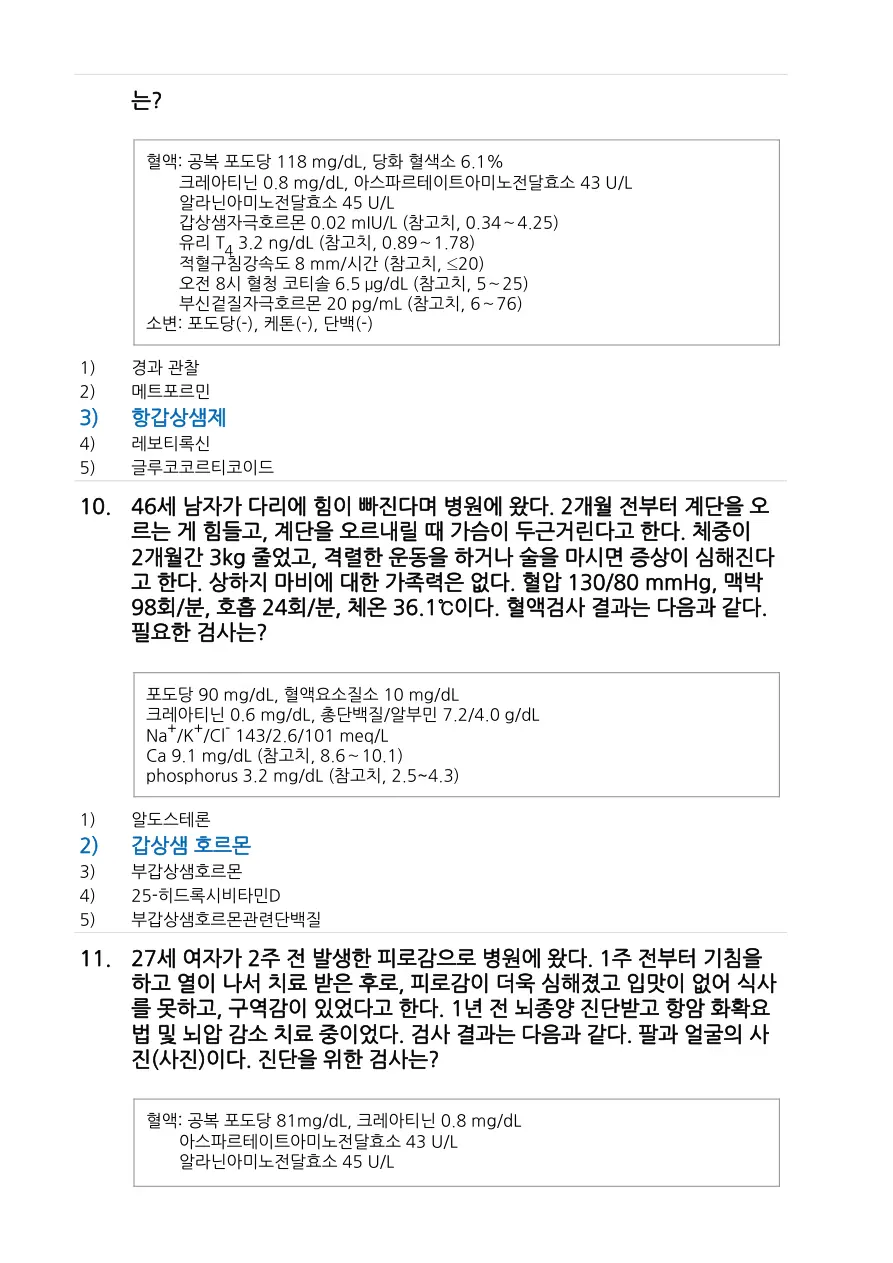 는?
혈액: 공복 포도당 118 mg/dL, 당화 혈색소 6.1%
크레아티닌 0.8 mg/dL, 아스파르테이트아미노전달효소 43 U/L
알라닌아미노전달효소 45 U/L
갑상샘자극호르몬 0.02 mIU/L (참고치, 0.34~4.25)
유리 T4 3.2 ng/dL (참고치, 0.89~1.78)
적혈구침강속도 8 mm/시간 (참고치, ≤20)
오전 8시 혈청 코티솔 6.5 μg/dL (참고치, 5~25)
부신겉질자극호르몬 20 pg/mL (참고치, 6~76)
소변: 포도당(-), 케톤(-), 단백(-)
1) 경과 관찰
2) 메트포르민
3) 항갑상샘제
4) 레보티록신
5) 글루코코르티코이드
10. 46세 남자가 다리에 힘이 빠진다며 병원에 왔다. 2개월 전부터 계단을 오
르는 게 힘들고, 계단을 오르내릴 때 가슴이 두근거린다고 한다. 체중이
2개월간 3kg 줄었고, 격렬한 운동을 하거나 술을 마시면 증상이 심해진다
고 한다. 상하지 마비에 대한 가족력은 없다. 혈압 130/80 mmHg, 맥박
98회/분, 호흡 24회/분, 체온 36.1℃이다. 혈액검사 결과는 다음과 같다.
필요한 검사는?
포도당 90 mg/dL, 혈액요소질소 10 mg/dL
크레아티닌 0.6 mg/dL, 총단백질/알부민 7.2/4.0 g/dL
Na+/K+/Cl- 143/2.6/101 meq/L
Ca 9.1 mg/dL (참고치, 8.6~10.1)
phosphorus 3.2 mg/dL (참고치, 2.5~4.3)
1) 알도스테론
2) 갑상샘 호르몬
3) 부갑상샘호르몬
4) 25-히드록시비타민D
5) 부갑상샘호르몬관련단백질
11. 27세 여자가 2주 전 발생한 피로감으로 병원에 왔다. 1주 전부터 기침을
하고 열이 나서 치료 받은 후로, 피로감이 더욱 심해졌고 입맛이 없어 식사
를 못하고, 구역감이 있었다고 한다. 1년 전 뇌종양 진단받고 항암 화확요
법 및 뇌압 감소 치료 중이었다. 검사 결과는 다음과 같다. 팔과 얼굴의 사
진(사진)이다. 진단을 위한 검사는?
혈액: 공복 포도당 81mg/dL, 크레아티닌 0.8 mg/dL
아스파르테이트아미노전달효소 43 U/L
알라닌아미노전달효소 45 U/L